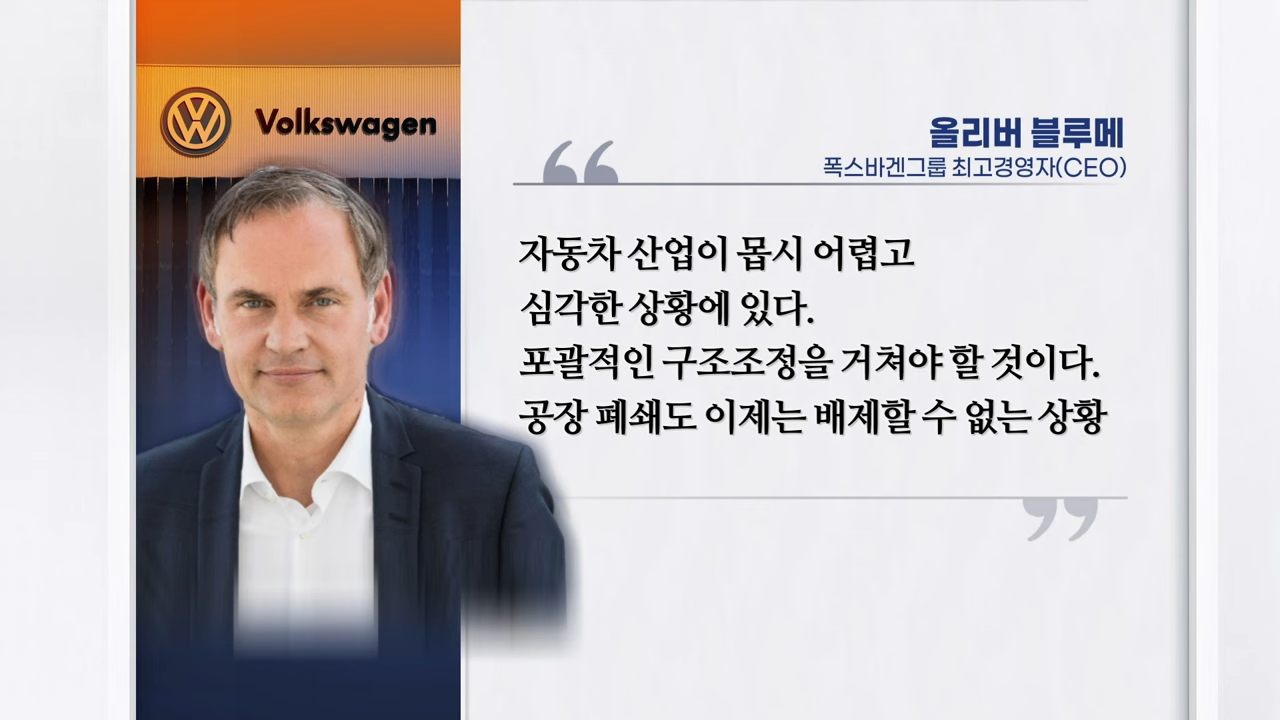 Volkswagen
올리버 블루메
폭스바겐그룹 최고경영자(CEO)
자동차 산업이 몹시 어렵고
심각한 상황에 있다.
포괄적인 구조조정을 거쳐야 할 것이다.
공장 폐쇄도 이제는 배제할 수 없는 상황